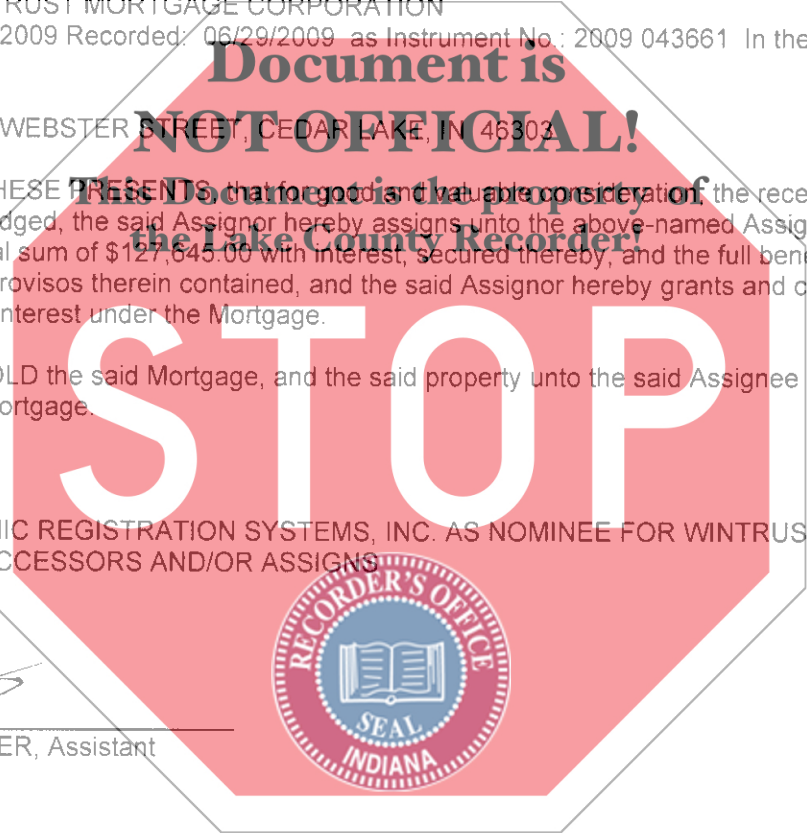 TRUST MORTGAGE CORPORATION
2009 Recorded: 06/29/2009 as Instrument No.: 2009 043661 In the
Document is
WEBSTER STREET, CEDAR LAKE, IN 46303
NOT OFFICIAL!
HESE PRESENTS, that for good and valuable consideration, the rece
This Document is the property of
dged, the said Assignor hereby assigns unto the above-named Assig
the Lake County Recorder!
al sum of $127,645.00 with interest, secured thereby, and the full bene
rovisos therein contained, and the said Assignor hereby grants and c
nterest under the Mortgage.
STOP
OLD the said Mortgage, and the said property unto the said Assignee
ortgage.
NIC REGISTRATION SYSTEMS, INC. AS NOMINEE FOR WINTRUS
CCESSORS AND/OR ASSIGNS
RECORDER'S OFFICE
SEAL
INDIANA
ER, Assistant